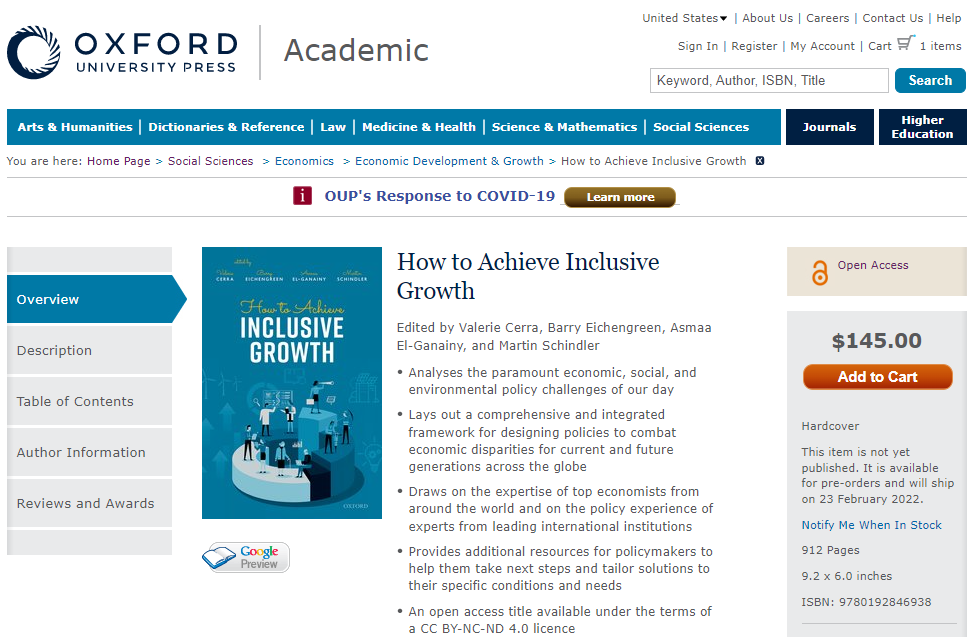 United States | About Us | Careers | Contact Us | Help
OXFORD
UNIVERSITY PRESS
Academic
Sign In | Register | My Account | Cart 1 items
Keyword, Author, ISBN, Title
Search
Arts & Humanities | Dictionaries & Reference | Law | Medicine & Health | Science & Mathematics | Social Sciences
Journals
Higher
Education
You are here: Home Page > Social Sciences > Economics > Economic Development & Growth > How to Achieve Inclusive Growth x
i OUP's Response to COVID-19 Learn more
Overview
Description
Table of Contents
Author Information
Reviews and Awards
edited by
Valerie Barry Asmaa Martin
CERRA EICHENGREEN EL-GANAINY SCHINDLER
How to Achieve
INCLUSIVE
GROWTH
OXFORD
Google
Preview
How to Achieve Inclusive
Growth
Edited by Valerie Cerra, Barry Eichengreen, Asmaa
El-Ganainy, and Martin Schindler
• Analyses the paramount economic, social, and
environmental policy challenges of our day
• Lays out a comprehensive and integrated
framework for designing policies to combat
economic disparities for current and future
generations across the globe
• Draws on the expertise of top economists from
around the world and on the policy experience of
experts from leading international institutions
• Provides additional resources for policymakers to
help them take next steps and tailor solutions to
their specific conditions and needs
• An open access title available under the terms of
a CC BY-NC-ND 4.0 licence
Open Access
$145.00
Add to Cart
Hardcover
This item is not yet
published. It is available
for pre-orders and will ship
on 23 February 2022.
Notify Me When In Stock
912 Pages
9.2 x 6.0 inches
ISBN: 9780192846938